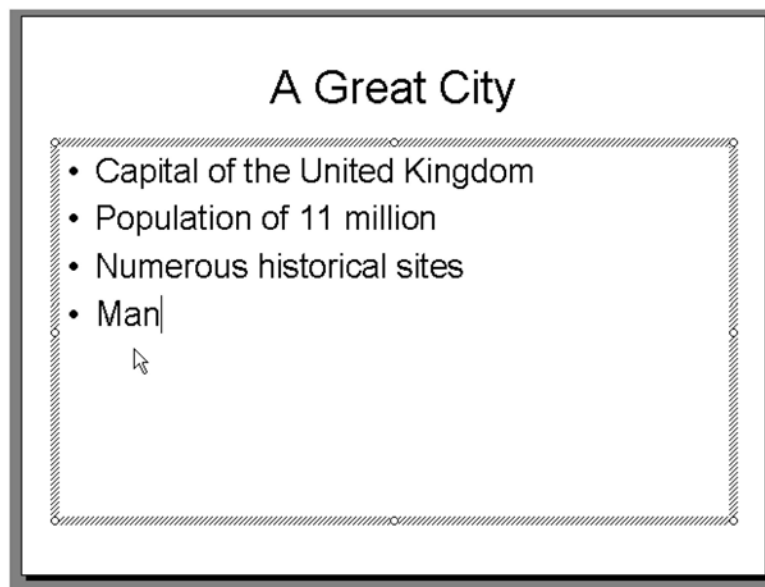 A Great City
• Capital of the United Kingdom
• Population of 11 million
• Numerous historical sites
• Man